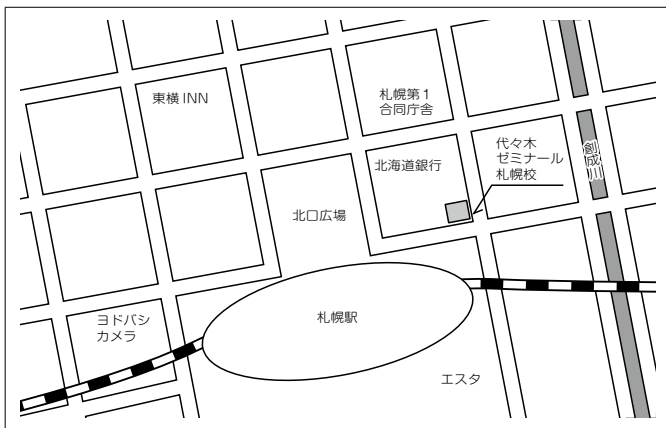 東横 INN
札幌第1
合同庁舎
代々木
ゼミナール
札幌校
創成川
北海道銀行
北口広場
札幌駅
ヨドバシ
カメラ
エスタ